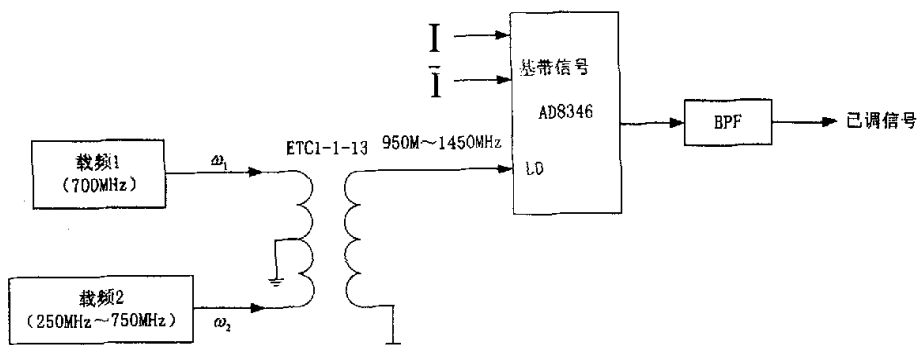 I
Ī
基带信号
AD8346
LO
BPF
已调信号
ETC1-1-13
950M～1450MHz
载频1
(700MHz)
ω₁
载频2
(250MHz～750MHz)
ω₂